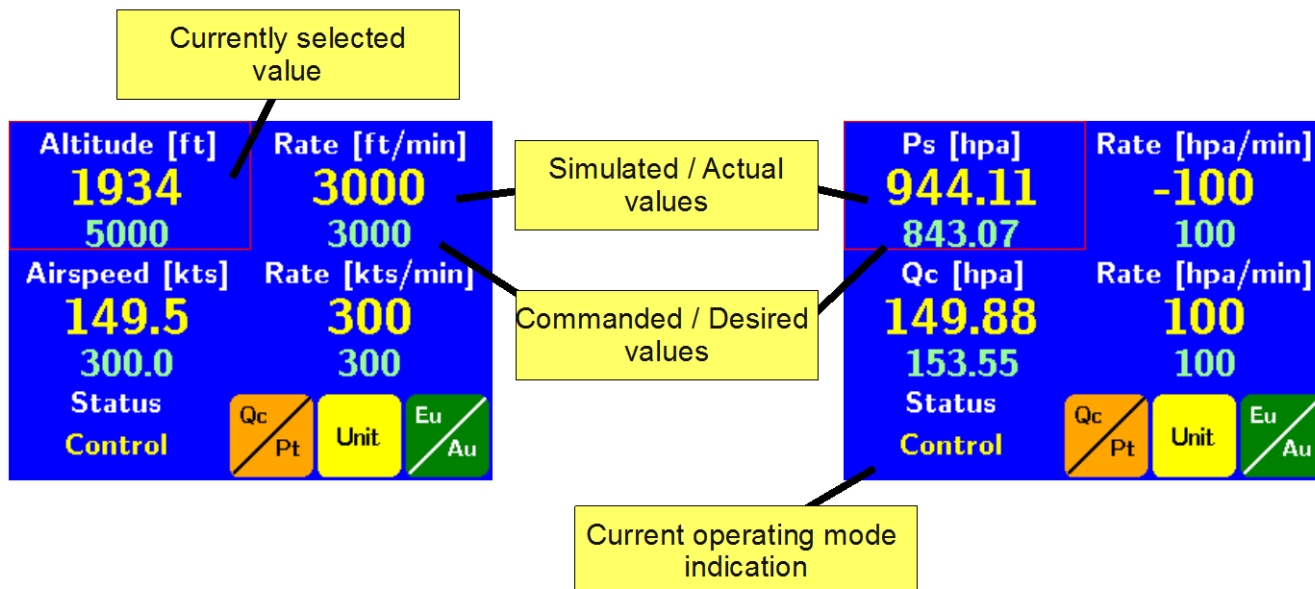 Currently selected
value
Altitude [ft] Rate [ft/min]
1934 3000
5000 3000
Airspeed [kts] Rate [kts/min]
149.5 300
300.0 300
Status
Control
Qc
Pt
Unit
Eu
Au
Simulated / Actual
values
Commanded / Desired
values
Ps [hpa] Rate [hpa/min]
944.11 -100
843.07 100
Qc [hpa] Rate [hpa/min]
149.88 100
153.55 100
Status
Control
Qc
Pt
Unit
Eu
Au
Current operating mode
indication